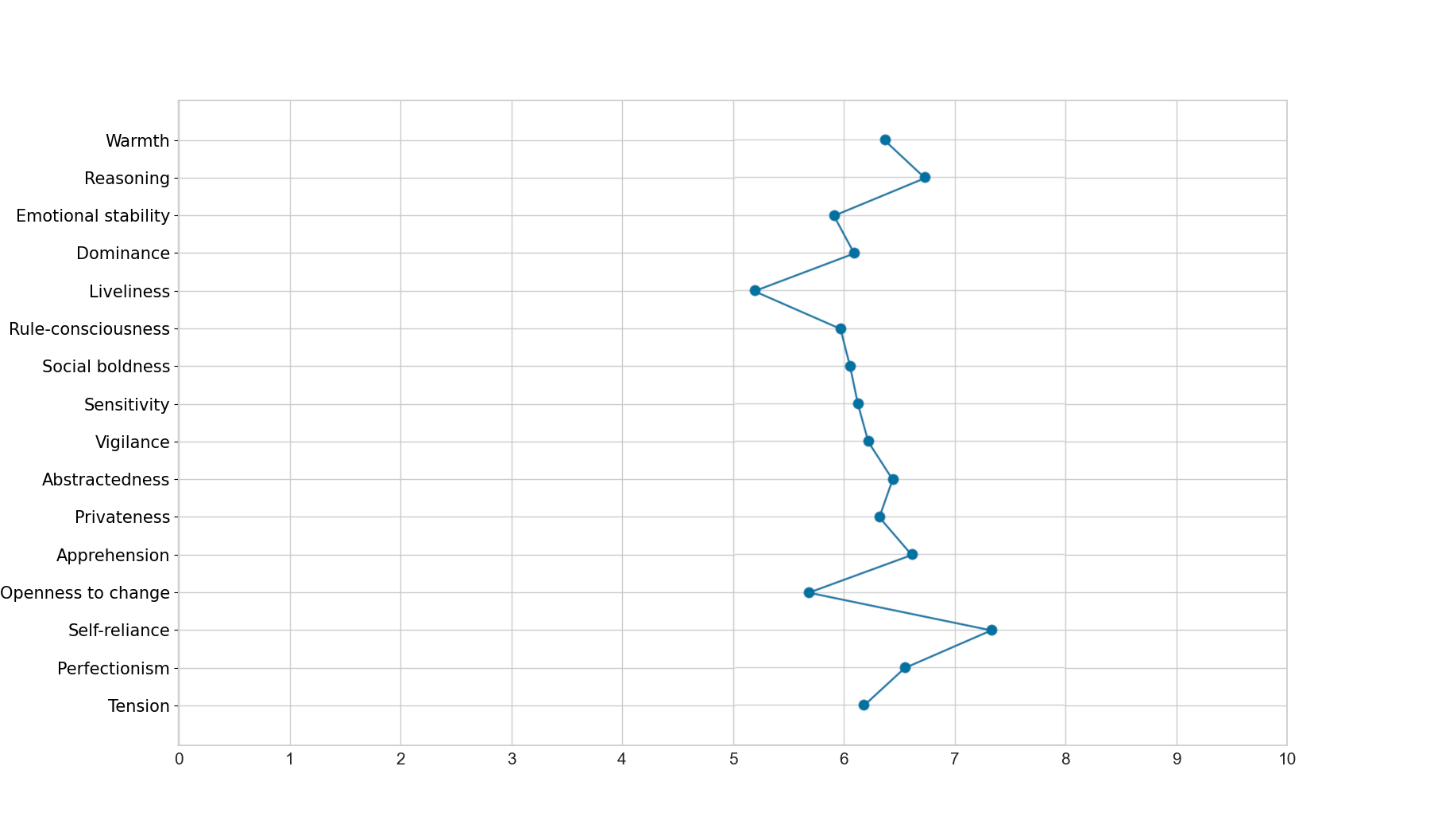 Warmth
Reasoning
Emotional stability
Dominance
Liveliness
Rule-consciousness
Social boldness
Sensitivity
Vigilance
Abstractedness
Privateness
Apprehension
Openness to change
Self-reliance
Perfectionism
Tension
0 1 2 3 4 5 6 7 8 9 10